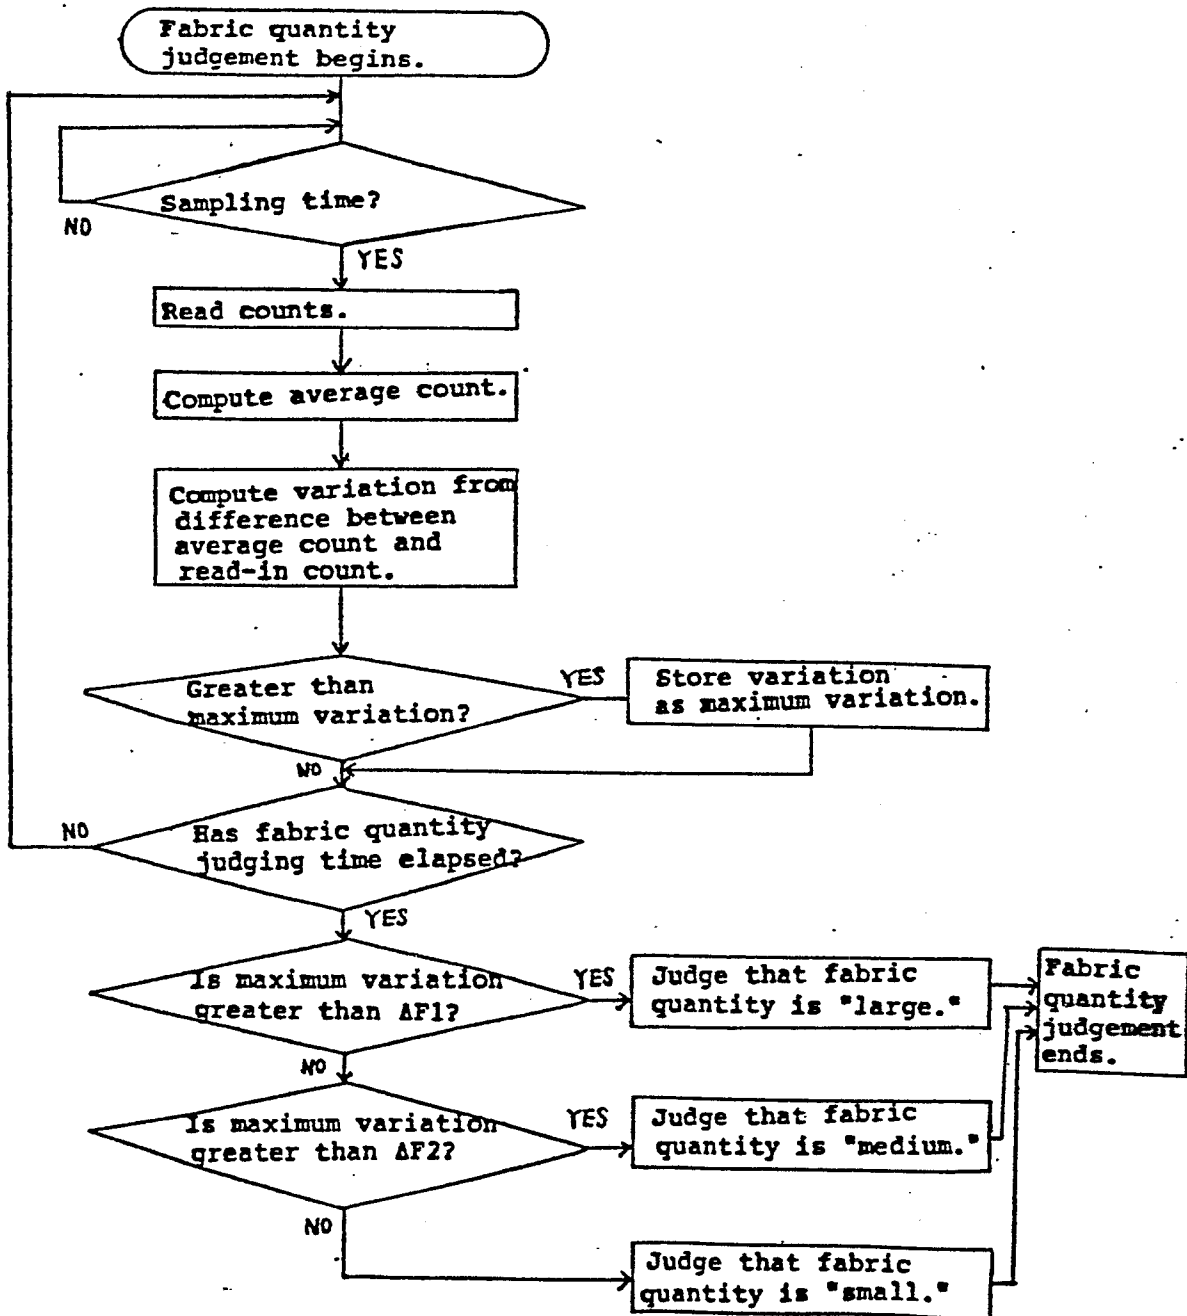 Fabric quantity
judgement begins.
Sampling time?
NO
YES
Read counts.
Compute average count.
Compute variation from
difference between
average count and
read-in count.
Greater than
maximum variation?
YES
Store variation
as maximum variation.
NO
Has fabric quantity
judging time elapsed?
NO
YES
Is maximum variation
greater than ΔF1?
YES
Judge that fabric
quantity is "large."
Fabric
quantity
judgement
ends.
NO
Is maximum variation
greater than ΔF2?
YES
Judge that fabric
quantity is "medium."
NO
Judge that fabric
quantity is "small."